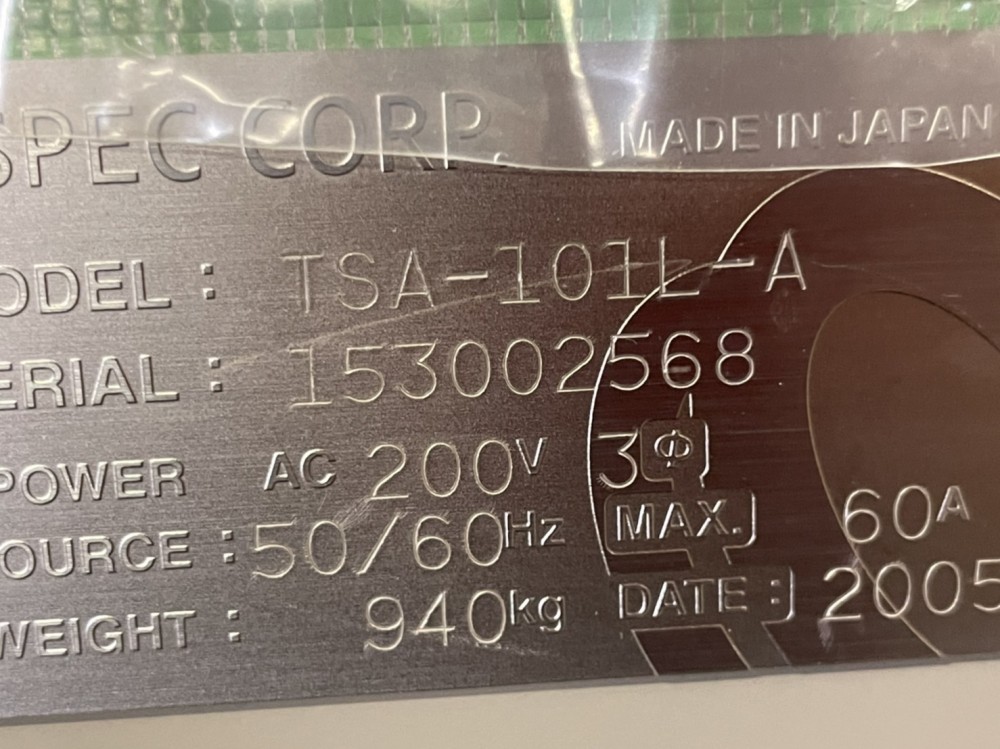 SPEC CORP. MADE IN JAPAN
ODEL : TSA-101L-A
ERIAL : 153002568
POWER AC 200V 3Φ
OURCE : 50/60Hz MAX. 60A
WEIGHT : 940kg DATE : 2005